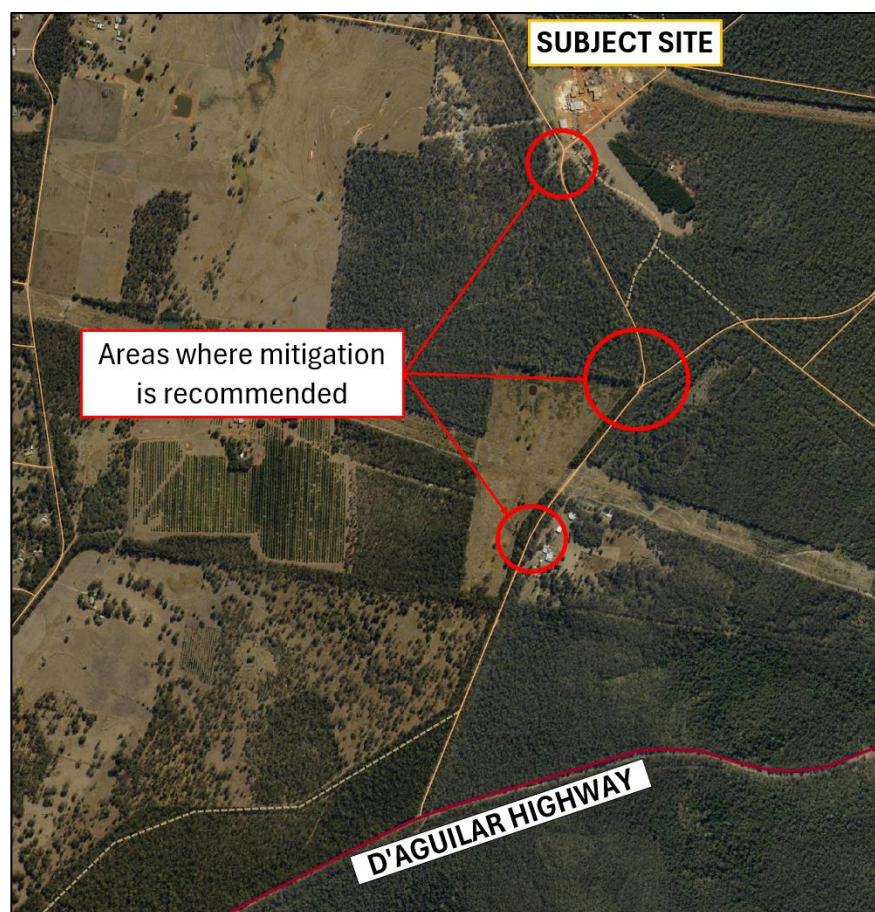 SUBJECT SITE
Areas where mitigation
is recommended
D'AGUILAR HIGHWAY